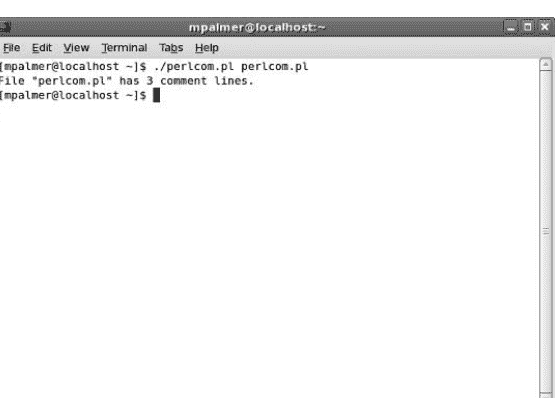 mpalmer@localhost:~
File Edit View Terminal Tabs Help
[mpalmer@localhost ~]$ ./perlcom.pl perlcom.pl
File "perlcom.pl" has 3 comment lines.
[mpalmer@localhost ~]$